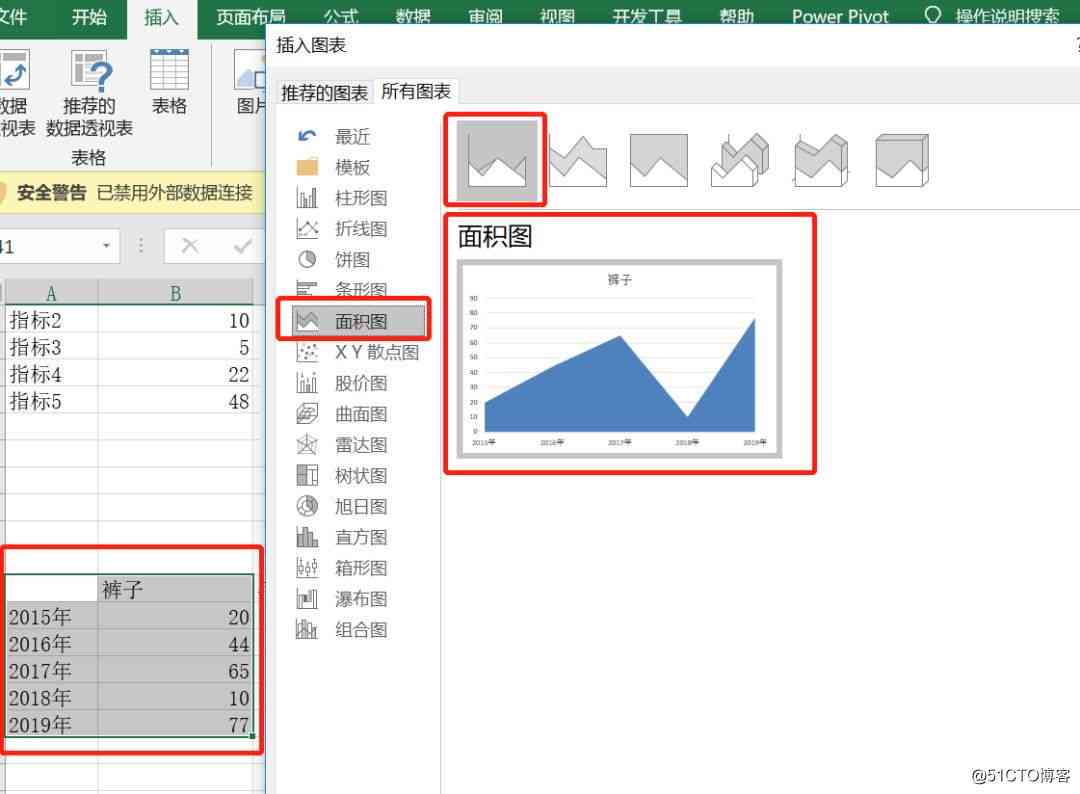 文件 开始 插入 页面布局 公式 数据 审阅 视图 开发工具 帮助 Power Pivot 操作说明搜索
插入图表 ?
推荐的图表 所有图表
数据
透视表
推荐的
数据透视表
表格
图片
表格
安全警告 已禁用外部数据连接
41
A B
指标2 10
指标3 5
指标4 22
指标5 48
裤子
2015年 20
2016年 44
2017年 65
2018年 10
2019年 77
最近
模板
柱形图
折线图
饼图
条形图
面积图
X Y 散点图
股价图
曲面图
雷达图
树状图
旭日图
直方图
箱形图
瀑布图
组合图
面积图
裤子
90
80
70
60
50
40
30
20
10
0
2015年 2016年 2017年 2018年 2019年
@51CTO博客